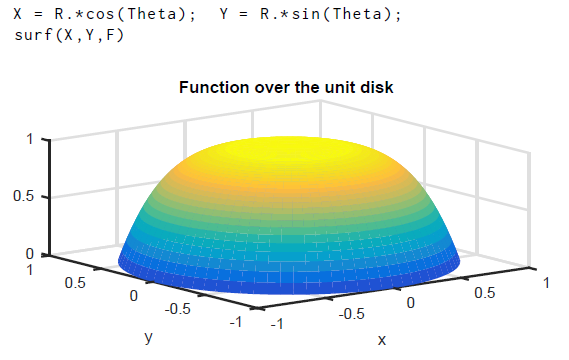 X = R.*cos(Theta);  Y = R.*sin(Theta);
surf(X,Y,F)
Function over the unit disk
1
0.5
0
1
0.5
0
-0.5
-1
-1
-0.5
0
0.5
1
y
x